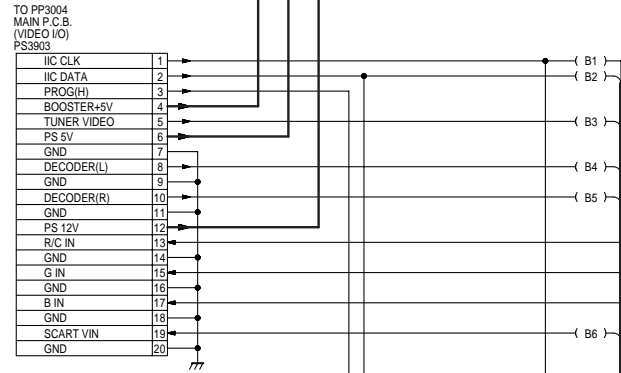 TO PP3004
MAIN P.C.B.
(VIDEO I/O)
PS3903
IIC CLK 1 B1
IIC DATA 2 B2
PROG(H) 3
BOOSTER+5V 4
TUNER VIDEO 5 B3
PS 5V 6
GND 7
DECODER(L) 8 B4
GND 9
DECODER(R) 10 B5
GND 11
PS 12V 12
R/C IN 13
GND 14
G IN 15
GND 16
B IN 17
GND 18
SCART VIN 19 B6
GND 20